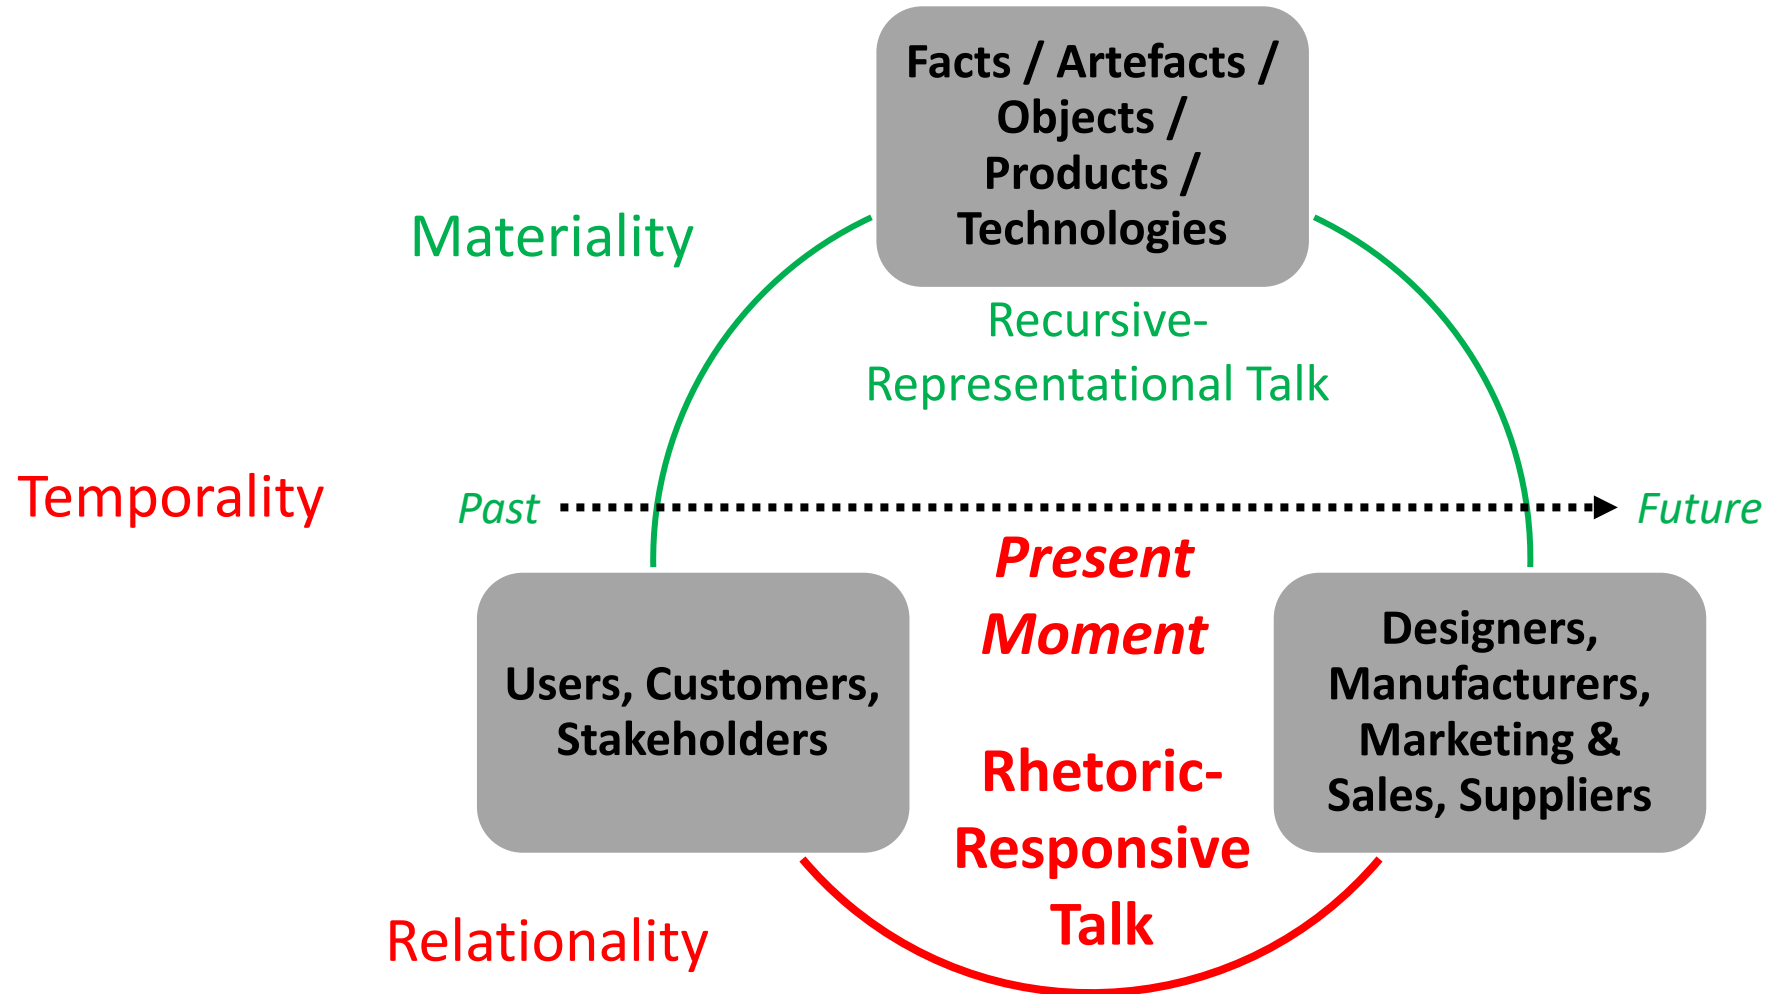 Facts / Artefacts /
Objects /
Products /
Technologies
Materiality
Recursive-
Representational Talk
Temporality
Past
Future
Present
Moment
Users, Customers,
Stakeholders
Designers,
Manufacturers,
Marketing &
Sales, Suppliers
Rhetoric-
Responsive
Talk
Relationality